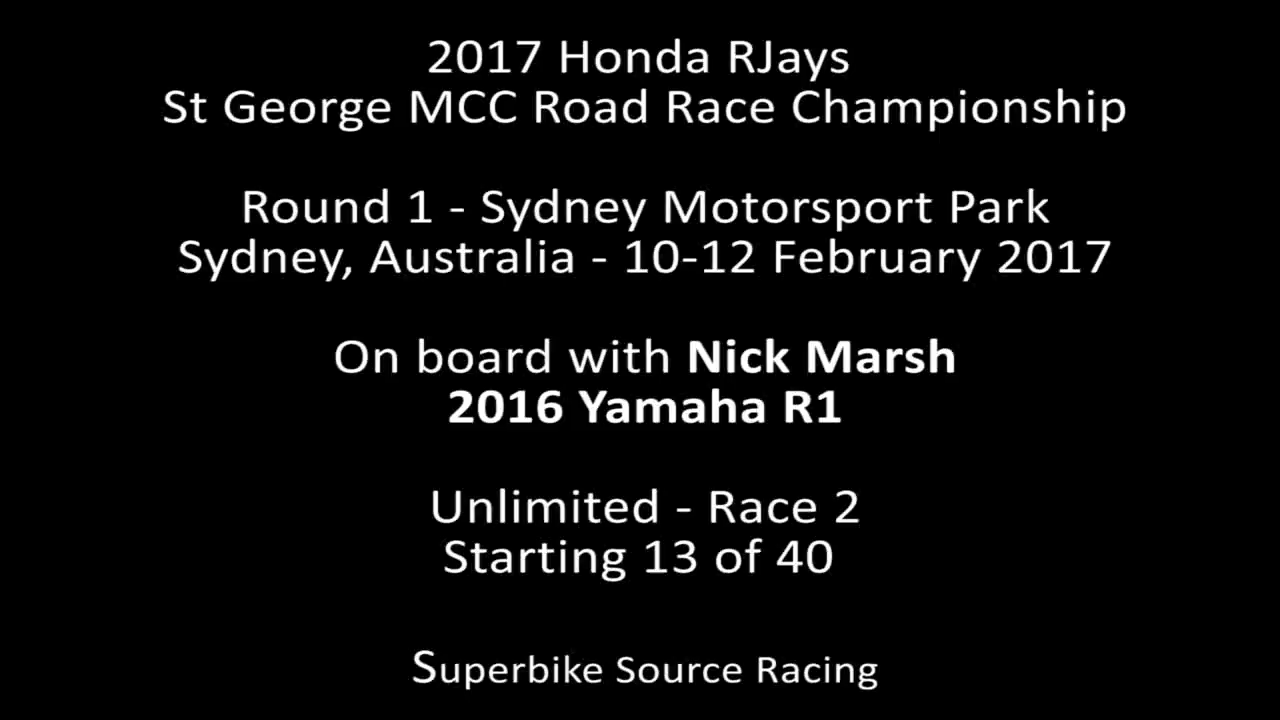 2017 Honda RJays
St George MCC Road Race Championship
Round 1 - Sydney Motorsport Park
Sydney, Australia - 10-12 February 2017
On board with Nick Marsh
2016 Yamaha R1
Unlimited - Race 2
Starting 13 of 40
Superbike Source Racing